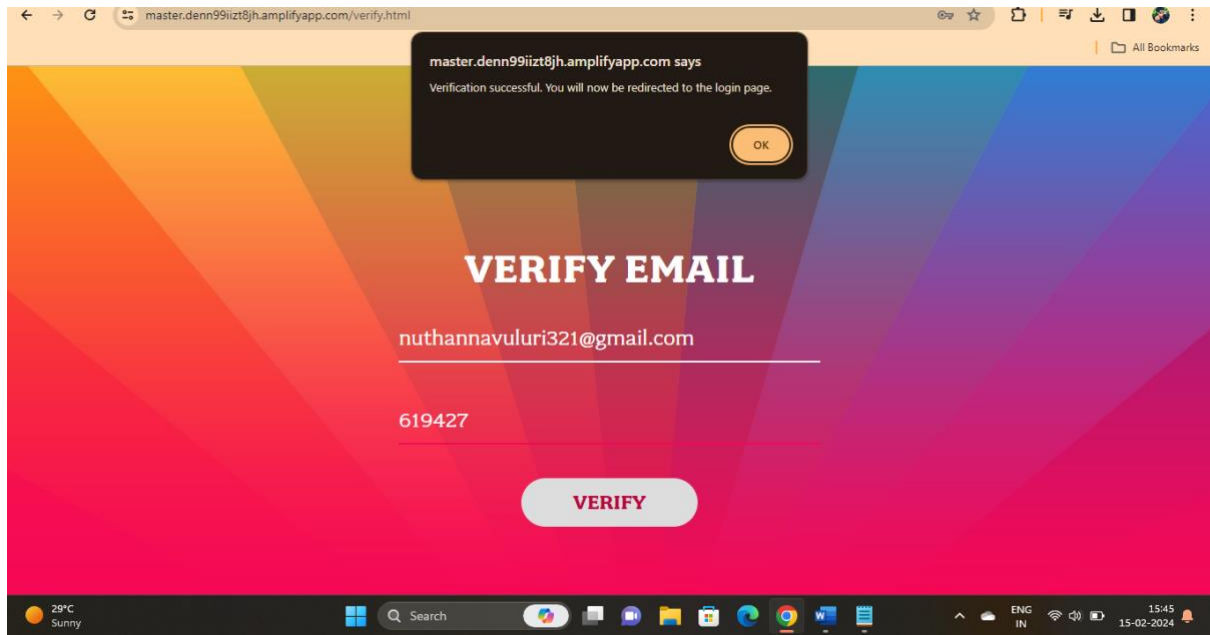 master.denn99iizt8jh.amplifyapp.com/verify.html
All Bookmarks
master.denn99iizt8jh.amplifyapp.com says
Verification successful. You will now be redirected to the login page.
OK
VERIFY EMAIL
nuthannavuluri321@gmail.com
619427
VERIFY
29°C
Sunny
Search
ENG
IN
15:45
15-02-2024